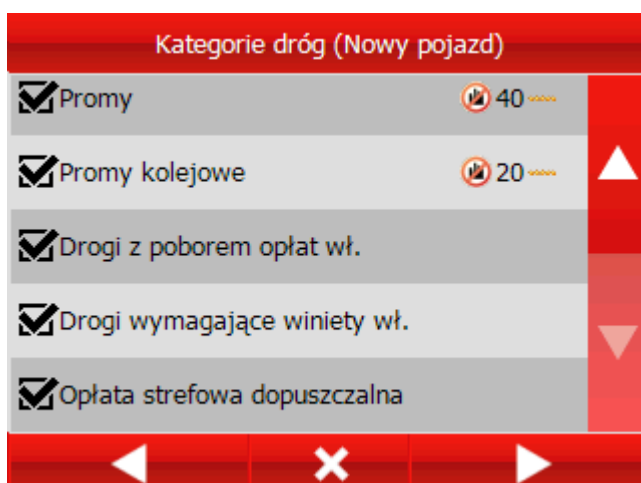 Kategorie dróg (Nowy pojazd)
Promy 40
Promy kolejowe 20
Drogi z poborem opłat wł.
Drogi wymagające winiety wł.
Opłata strefowa dopuszczalna